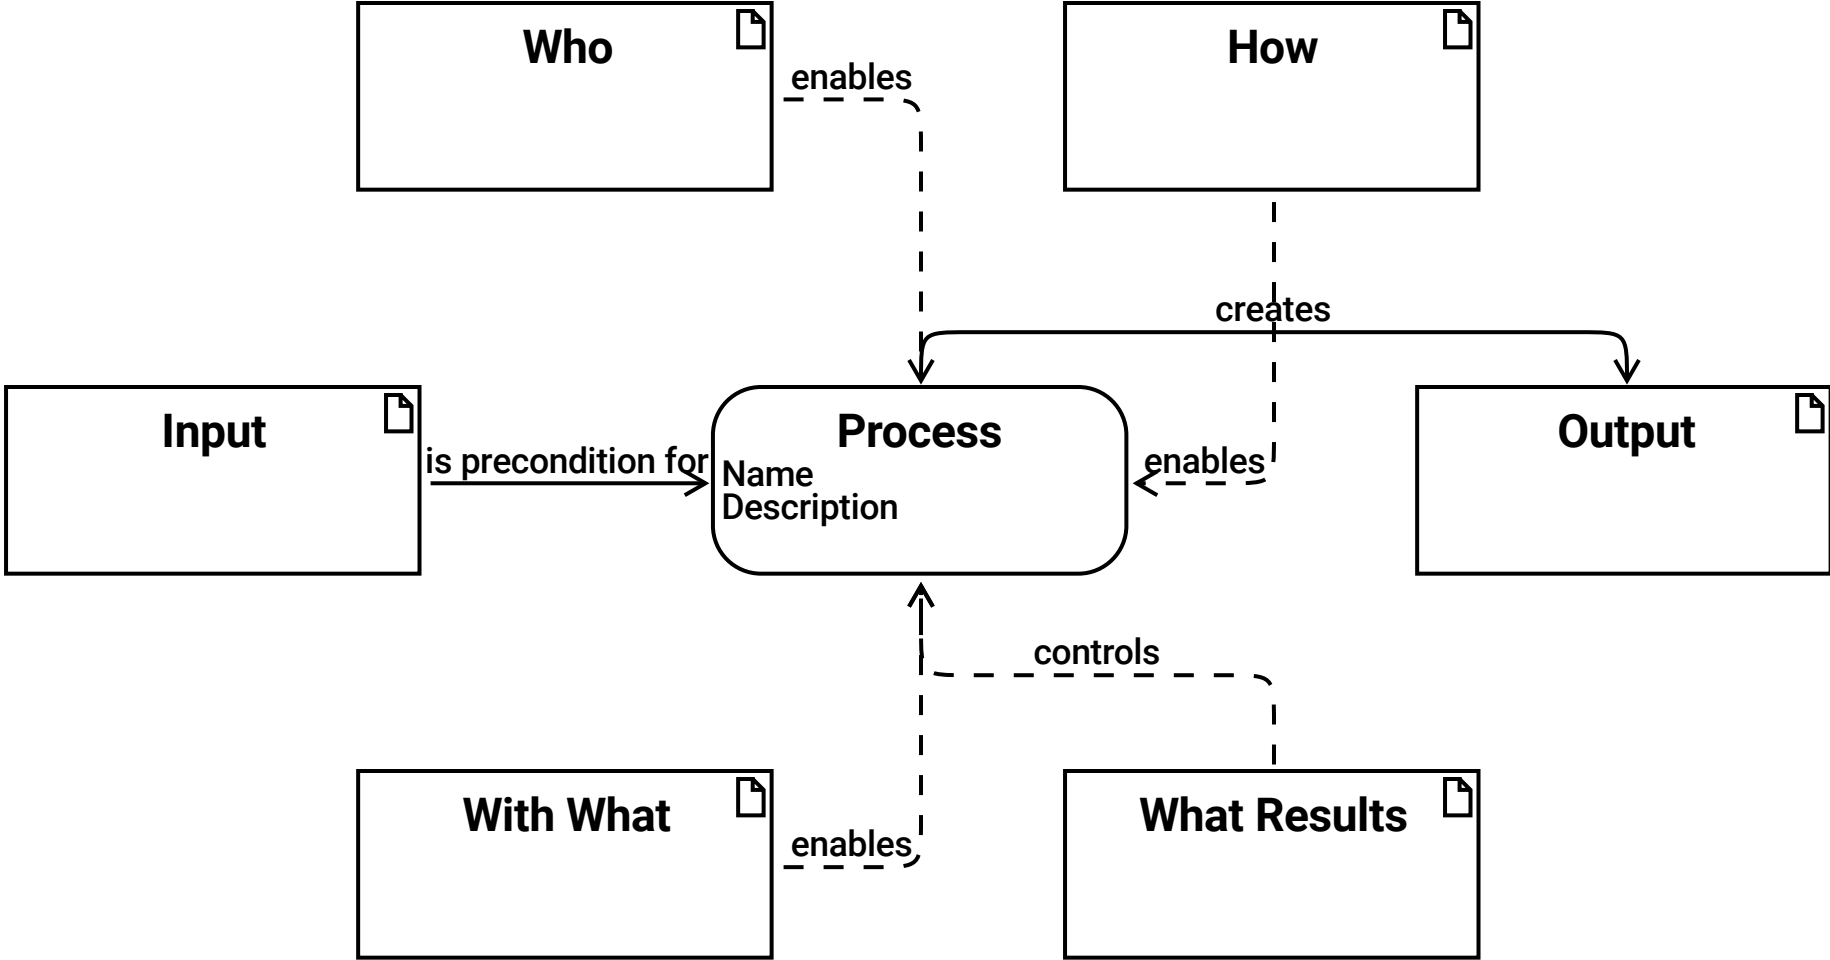 Who
How
enables
creates
Input
Process
Output
is precondition for
enables
Name
Description
controls
With What
What Results
enables